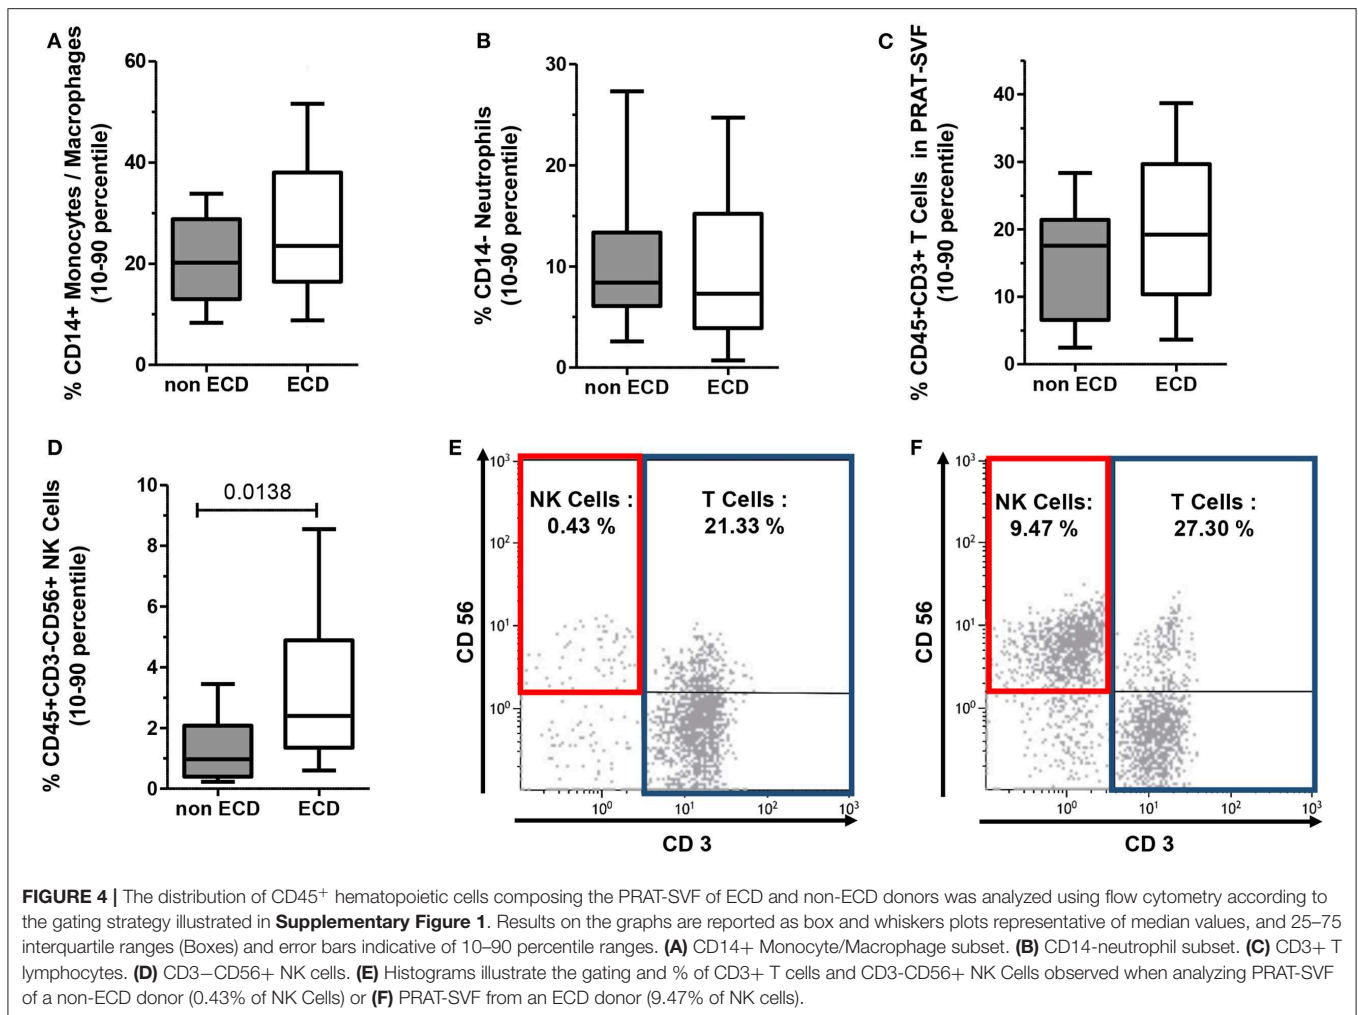 A
% CD14+ Monocytes / Macrophages
(10-90 percentile)
60
40
20
0
non ECD
ECD
B
% CD14- Neutrophils
(10-90 percentile)
30
20
10
0
non ECD
ECD
C
% CD45+CD3+ T Cells in PRAT-SVF
(10-90 percentile)
40
30
20
10
0
non ECD
ECD
D
% CD45+CD3-CD56+ NK Cells
(10-90 percentile)
10
8
6
4
2
0
0.0138
non ECD
ECD
E
CD 56
10³
10²
10¹
10⁰
NK Cells :
0.43 %
T Cells :
21.33 %
10⁰
10¹
10²
10³
CD 3
F
CD 56
10³
10²
10¹
10⁰
NK Cells:
9.47 %
T Cells :
27.30 %
10⁰
10¹
10²
10³
CD 3
FIGURE 4 | The distribution of CD45⁺ hematopoietic cells composing the PRAT-SVF of ECD and non-ECD donors was analyzed using flow cytometry according to
the gating strategy illustrated in Supplementary Figure 1. Results on the graphs are reported as box and whiskers plots representative of median values, and 25–75
interquartile ranges (Boxes) and error bars indicative of 10–90 percentile ranges. (A) CD14+ Monocyte/Macrophage subset. (B) CD14-neutrophil subset. (C) CD3+ T
lymphocytes. (D) CD3−CD56+ NK cells. (E) Histograms illustrate the gating and % of CD3+ T cells and CD3-CD56+ NK Cells observed when analyzing PRAT-SVF
of a non-ECD donor (0.43% of NK Cells) or (F) PRAT-SVF from an ECD donor (9.47% of NK cells).